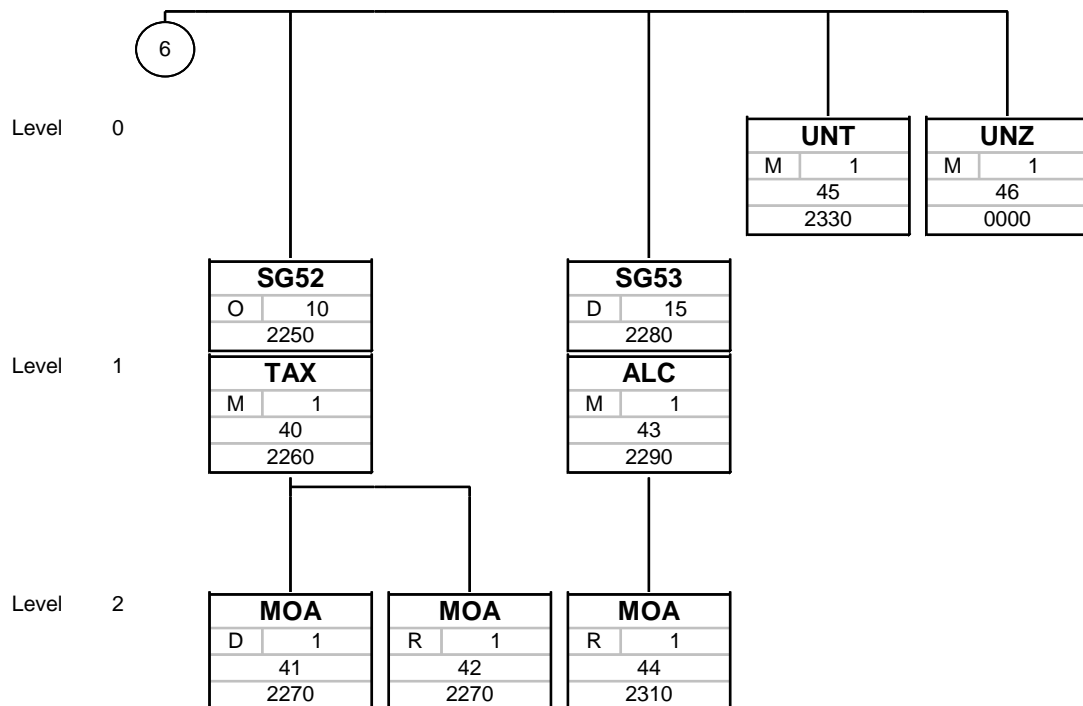 6
Level 0
UNT UNZ
M 1 M 1
45 46
2330 0000
SG52 SG53
O 10 D 15
2250 2280
Level 1
TAX ALC
M 1 M 1
40 43
2260 2290
Level 2
MOA MOA MOA
D 1 R 1 R 1
41 42 44
2270 2270 2310